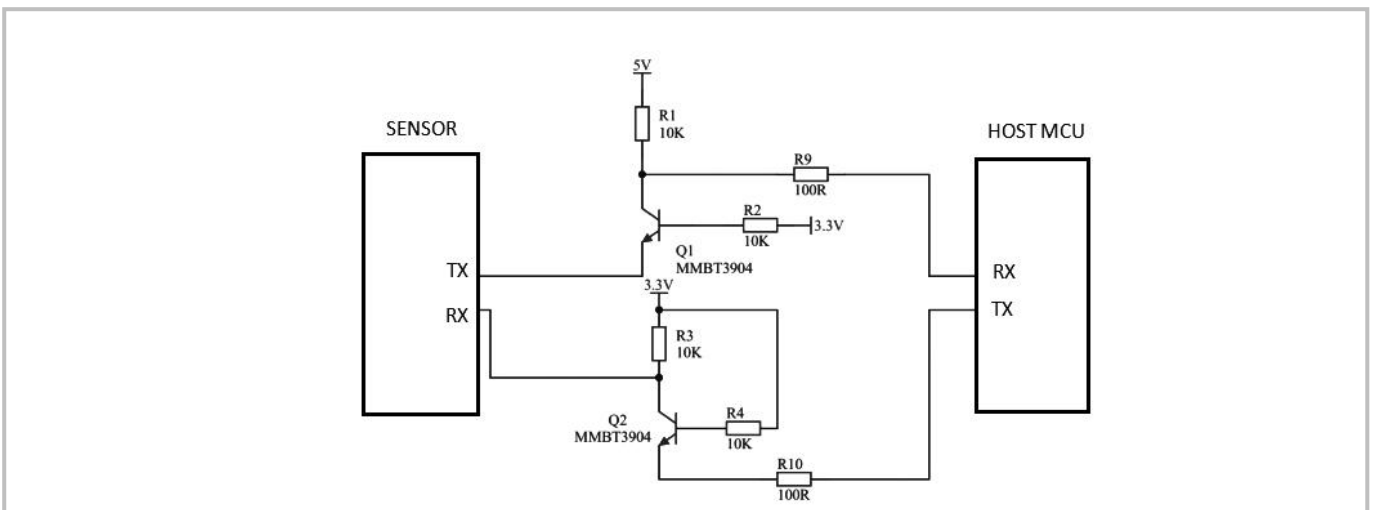 5V
R1
10K
SENSOR
HOST MCU
R9
100R
R2
10K
3.3V
Q1
MMBT3904
TX
RX
3.3V
RX
TX
R3
10K
Q2
MMBT3904
R4
10K
R10
100R